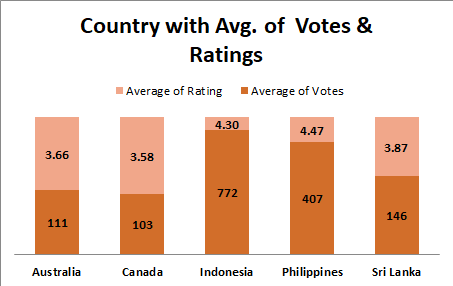 Country with Avg. of Votes &
Ratings
Average of Rating Average of Votes
3.66 3.58 4.30 4.47 3.87
111 103 772 407 146
Australia Canada Indonesia Philippines Sri Lanka